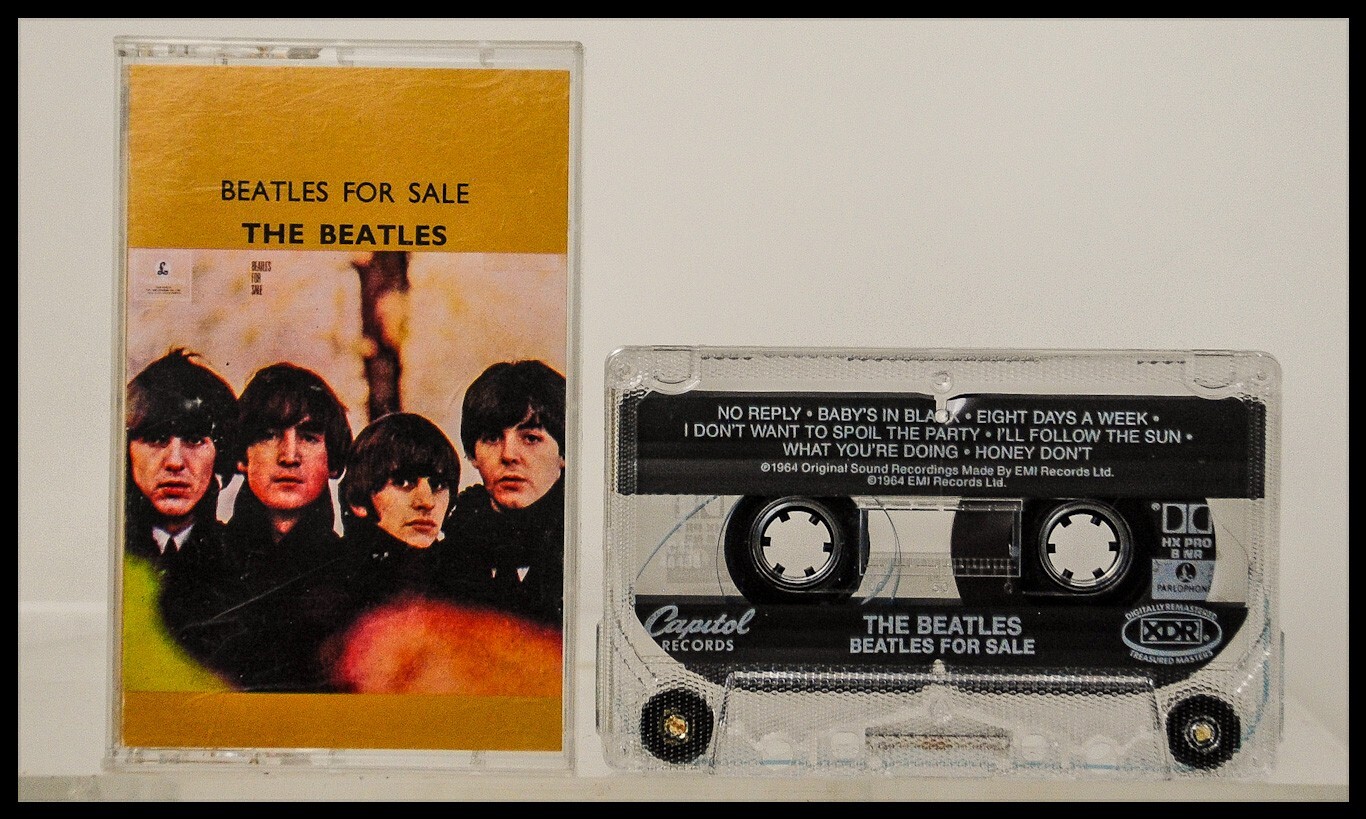 BEATLES FOR SALE
THE BEATLES
BEATLES
FOR
SALE
NO REPLY • BABY'S IN BLACK • EIGHT DAYS A WEEK •
I DON'T WANT TO SPOIL THE PARTY • I'LL FOLLOW THE SUN •
WHAT YOU'RE DOING • HONEY DON'T
℗1964 Original Sound Recordings Made By EMI Records Ltd.
©1964 EMI Records Ltd.
HX PRO
B NR
PARLOPHONE
Capitol
RECORDS
THE BEATLES
BEATLES FOR SALE
DIGITALLY REMASTERED
XDR
TREASURED MASTERS